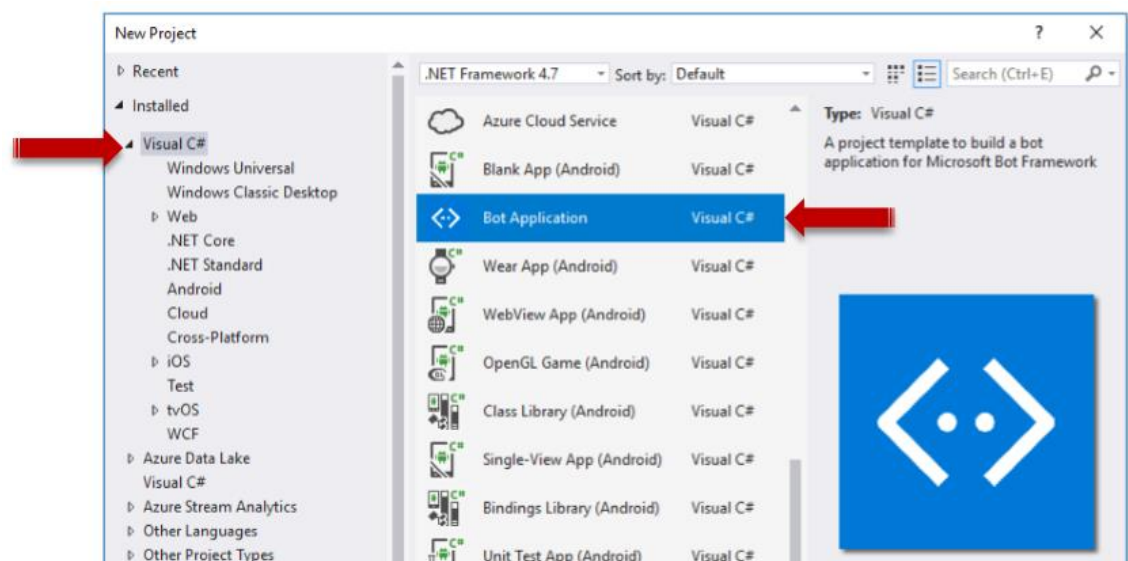 New Project
? ×
Recent
Installed
Visual C#
Windows Universal
Windows Classic Desktop
Web
.NET Core
.NET Standard
Android
Cloud
Cross-Platform
iOS
Test
tvOS
WCF
Azure Data Lake
Visual C#
Azure Stream Analytics
Other Languages
Other Project Types
.NET Framework 4.7 Sort by: Default
Search (Ctrl+E)
Azure Cloud Service Visual C#
C# Blank App (Android) Visual C#
Bot Application Visual C#
C# Wear App (Android) Visual C#
C# WebView App (Android) Visual C#
C# GL OpenGL Game (Android) Visual C#
C# Class Library (Android) Visual C#
C# Single-View App (Android) Visual C#
C# Bindings Library (Android) Visual C#
C# Unit Test App (Android) Visual C#
Type: Visual C#
A project template to build a bot
application for Microsoft Bot Framework